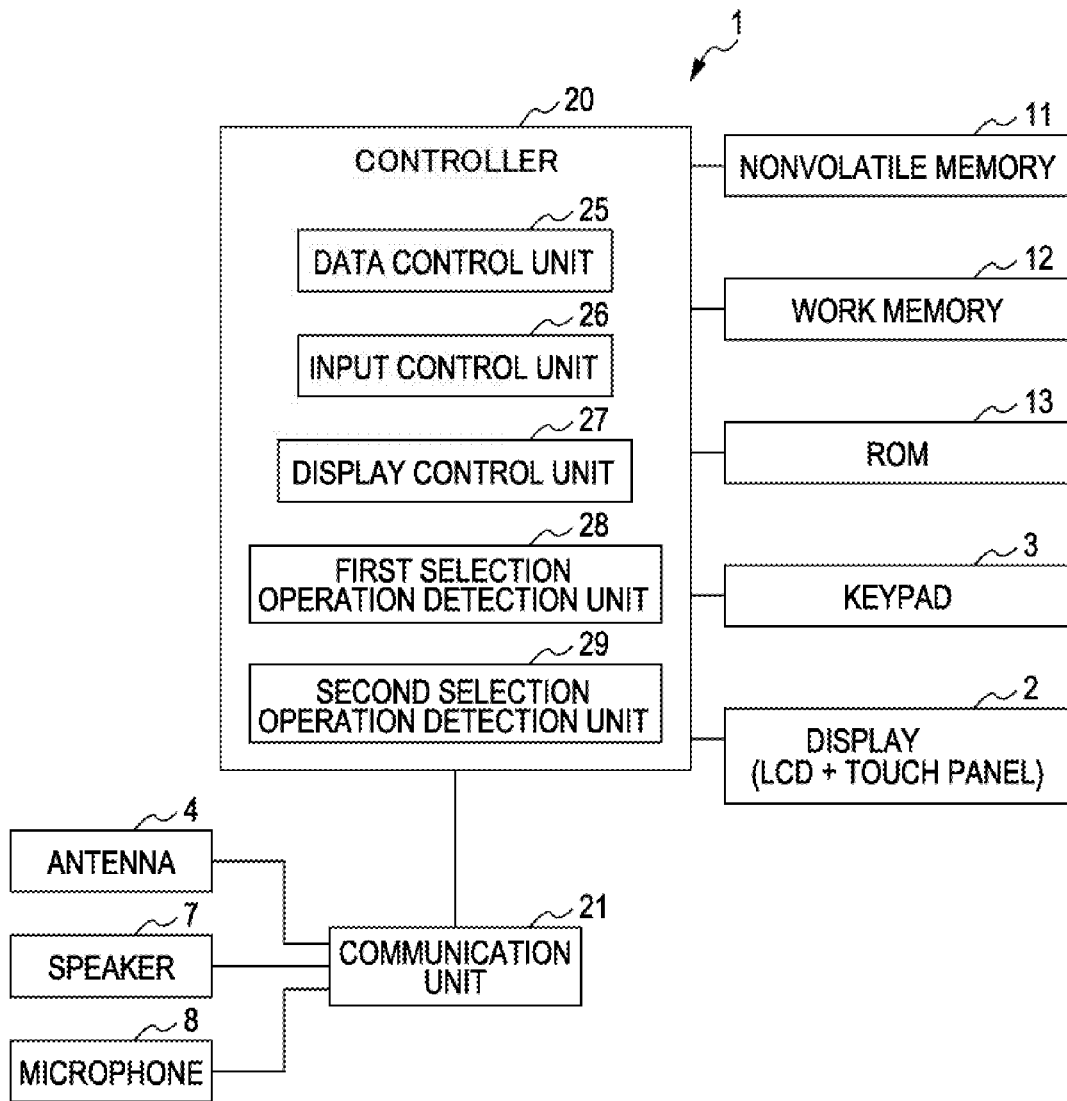 1
20
CONTROLLER
25
DATA CONTROL UNIT
26
INPUT CONTROL UNIT
27
DISPLAY CONTROL UNIT
28
FIRST SELECTION
OPERATION DETECTION UNIT
29
SECOND SELECTION
OPERATION DETECTION UNIT
11
NONVOLATILE MEMORY
12
WORK MEMORY
13
ROM
3
KEYPAD
2
DISPLAY
(LCD + TOUCH PANEL)
4
ANTENNA
7
SPEAKER
8
MICROPHONE
21
COMMUNICATION
UNIT